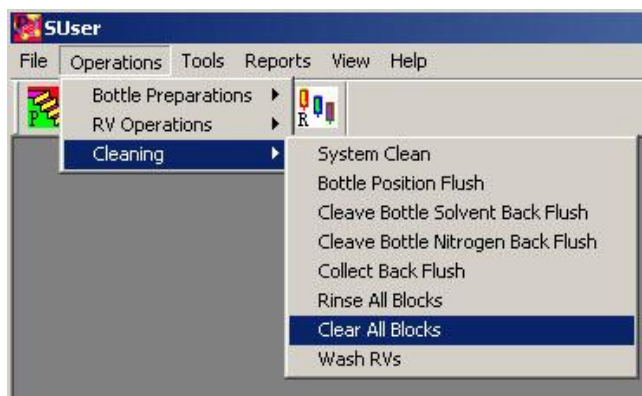 SUser
File Operations Tools Reports View Help
P
R
Bottle Preparations
RV Operations
Cleaning
System Clean
Bottle Position Flush
Cleave Bottle Solvent Back Flush
Cleave Bottle Nitrogen Back Flush
Collect Back Flush
Rinse All Blocks
Clear All Blocks
Wash RVs